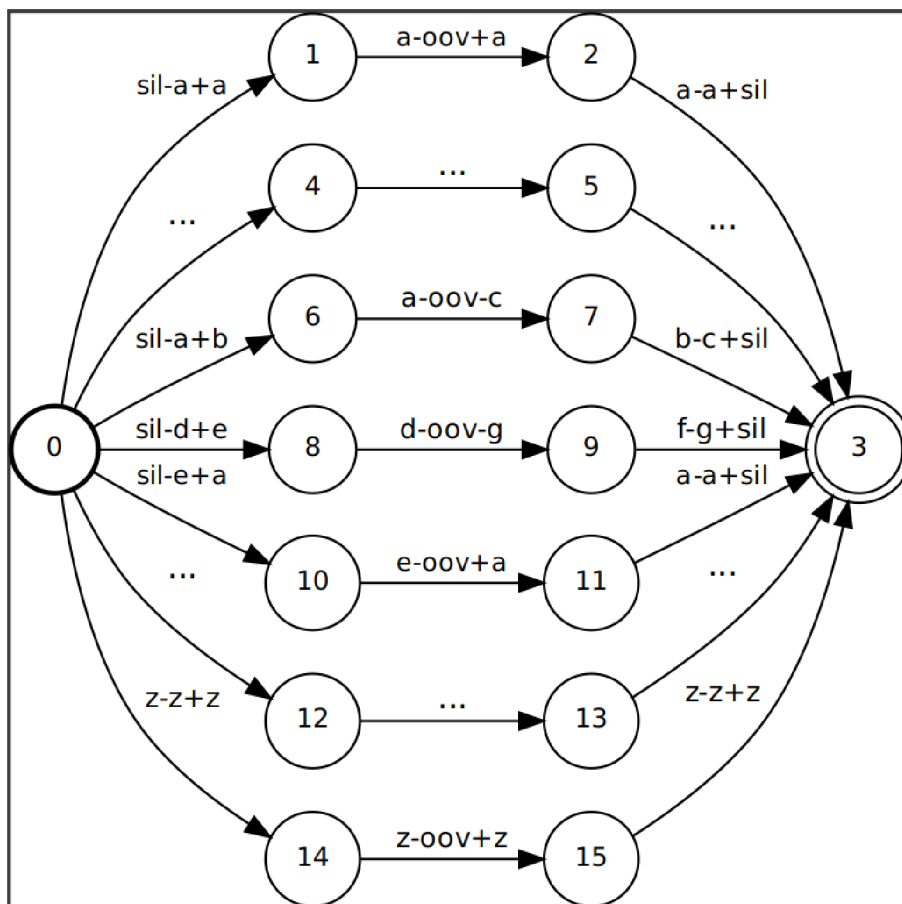 a-oov+a
1
2
sil-a+a
a-a+sil
...
4
5
...
...
a-oov-c
6
7
sil-a+b
b-c+sil
sil-d+e
d-oov-g
f-g+sil
0
8
9
3
sil-e+a
a-a+sil
e-oov+a
...
10
11
...
z-z+z
...
z-z+z
12
13
z-oov+z
14
15